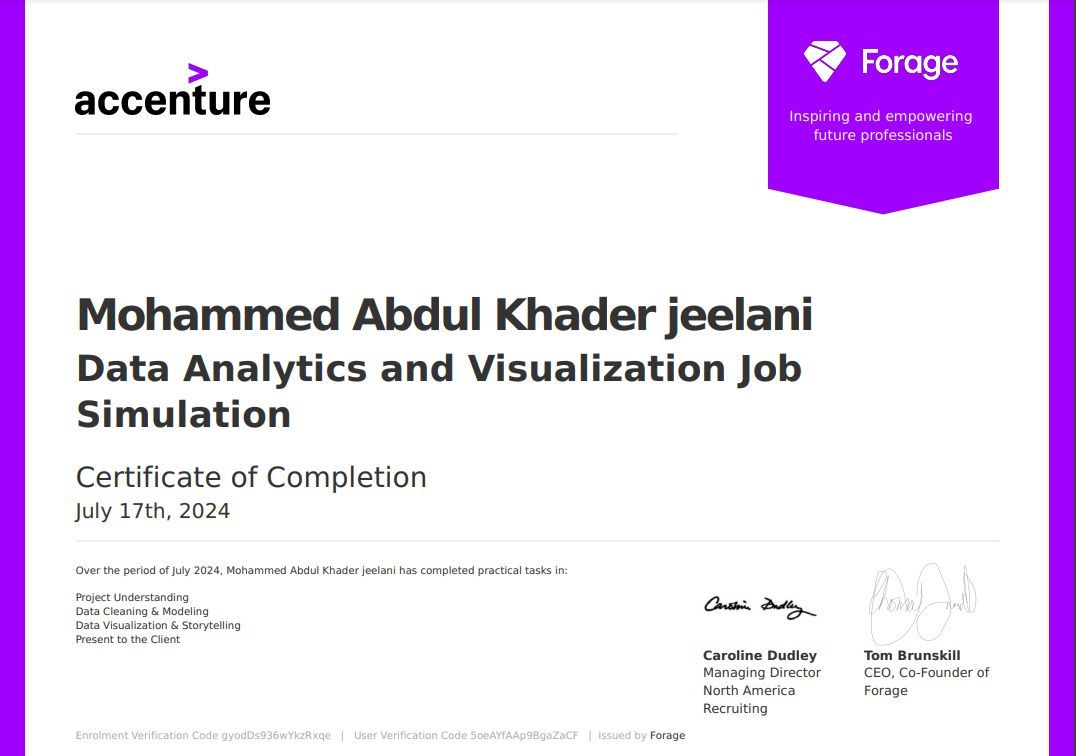 accenture
Forage
Inspiring and empowering
future professionals
Mohammed Abdul Khader jeelani
Data Analytics and Visualization Job
Simulation
Certificate of Completion
July 17th, 2024
Over the period of July 2024, Mohammed Abdul Khader jeelani has completed practical tasks in:
Project Understanding
Data Cleaning & Modeling
Data Visualization & Storytelling
Present to the Client
Caroline Dudley
Caroline Dudley
Managing Director
North America
Recruiting
Tom Brunskill
CEO, Co-Founder of
Forage
Enrolment Verification Code gyodDs936wYkzRxqe | User Verification Code 5oeAYfAAp9BgaZaCF | Issued by Forage